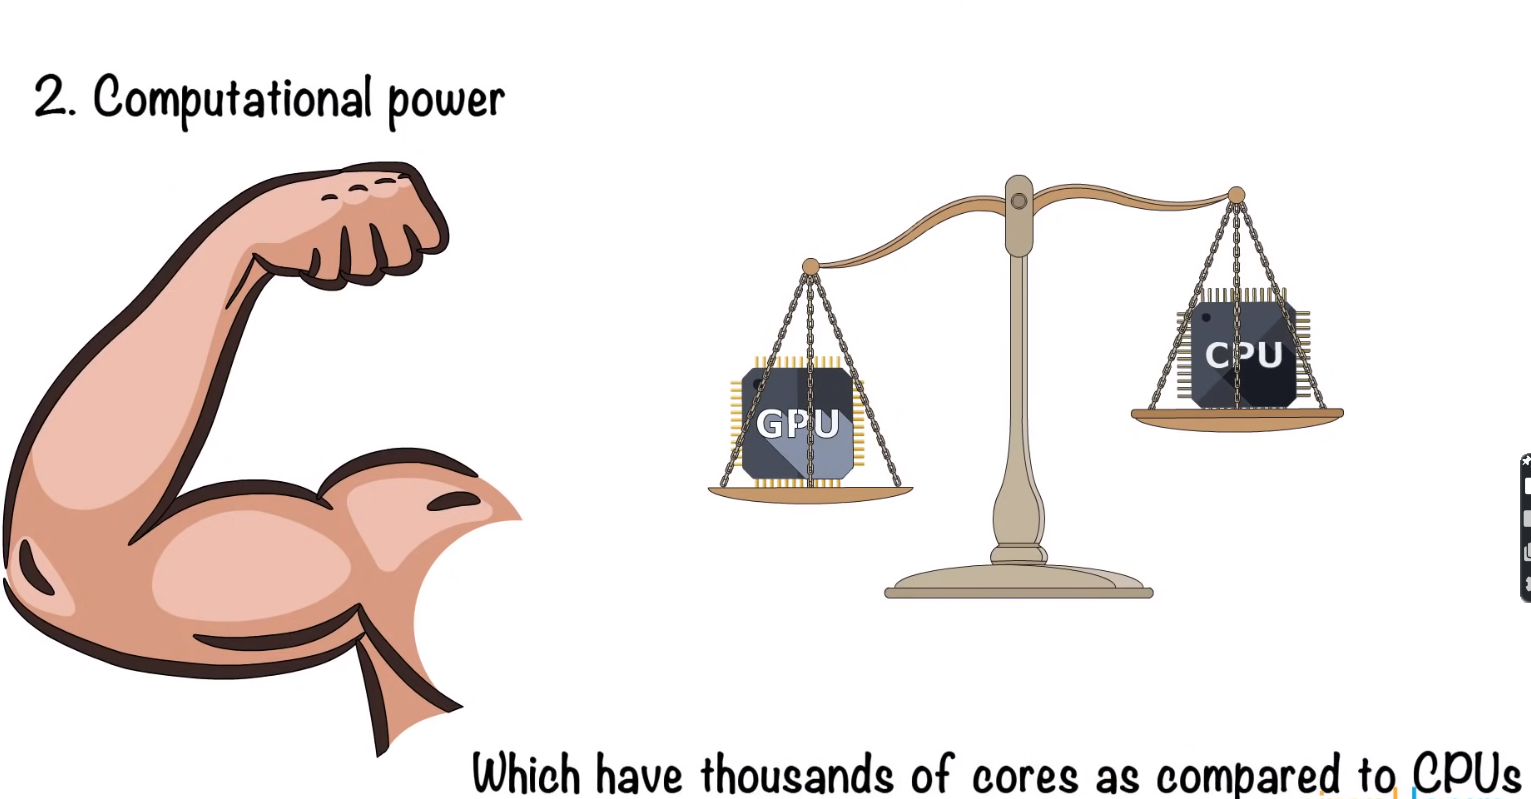 2. Computational power
GPU
CPU
Which have thousands of cores as compared to CPUs